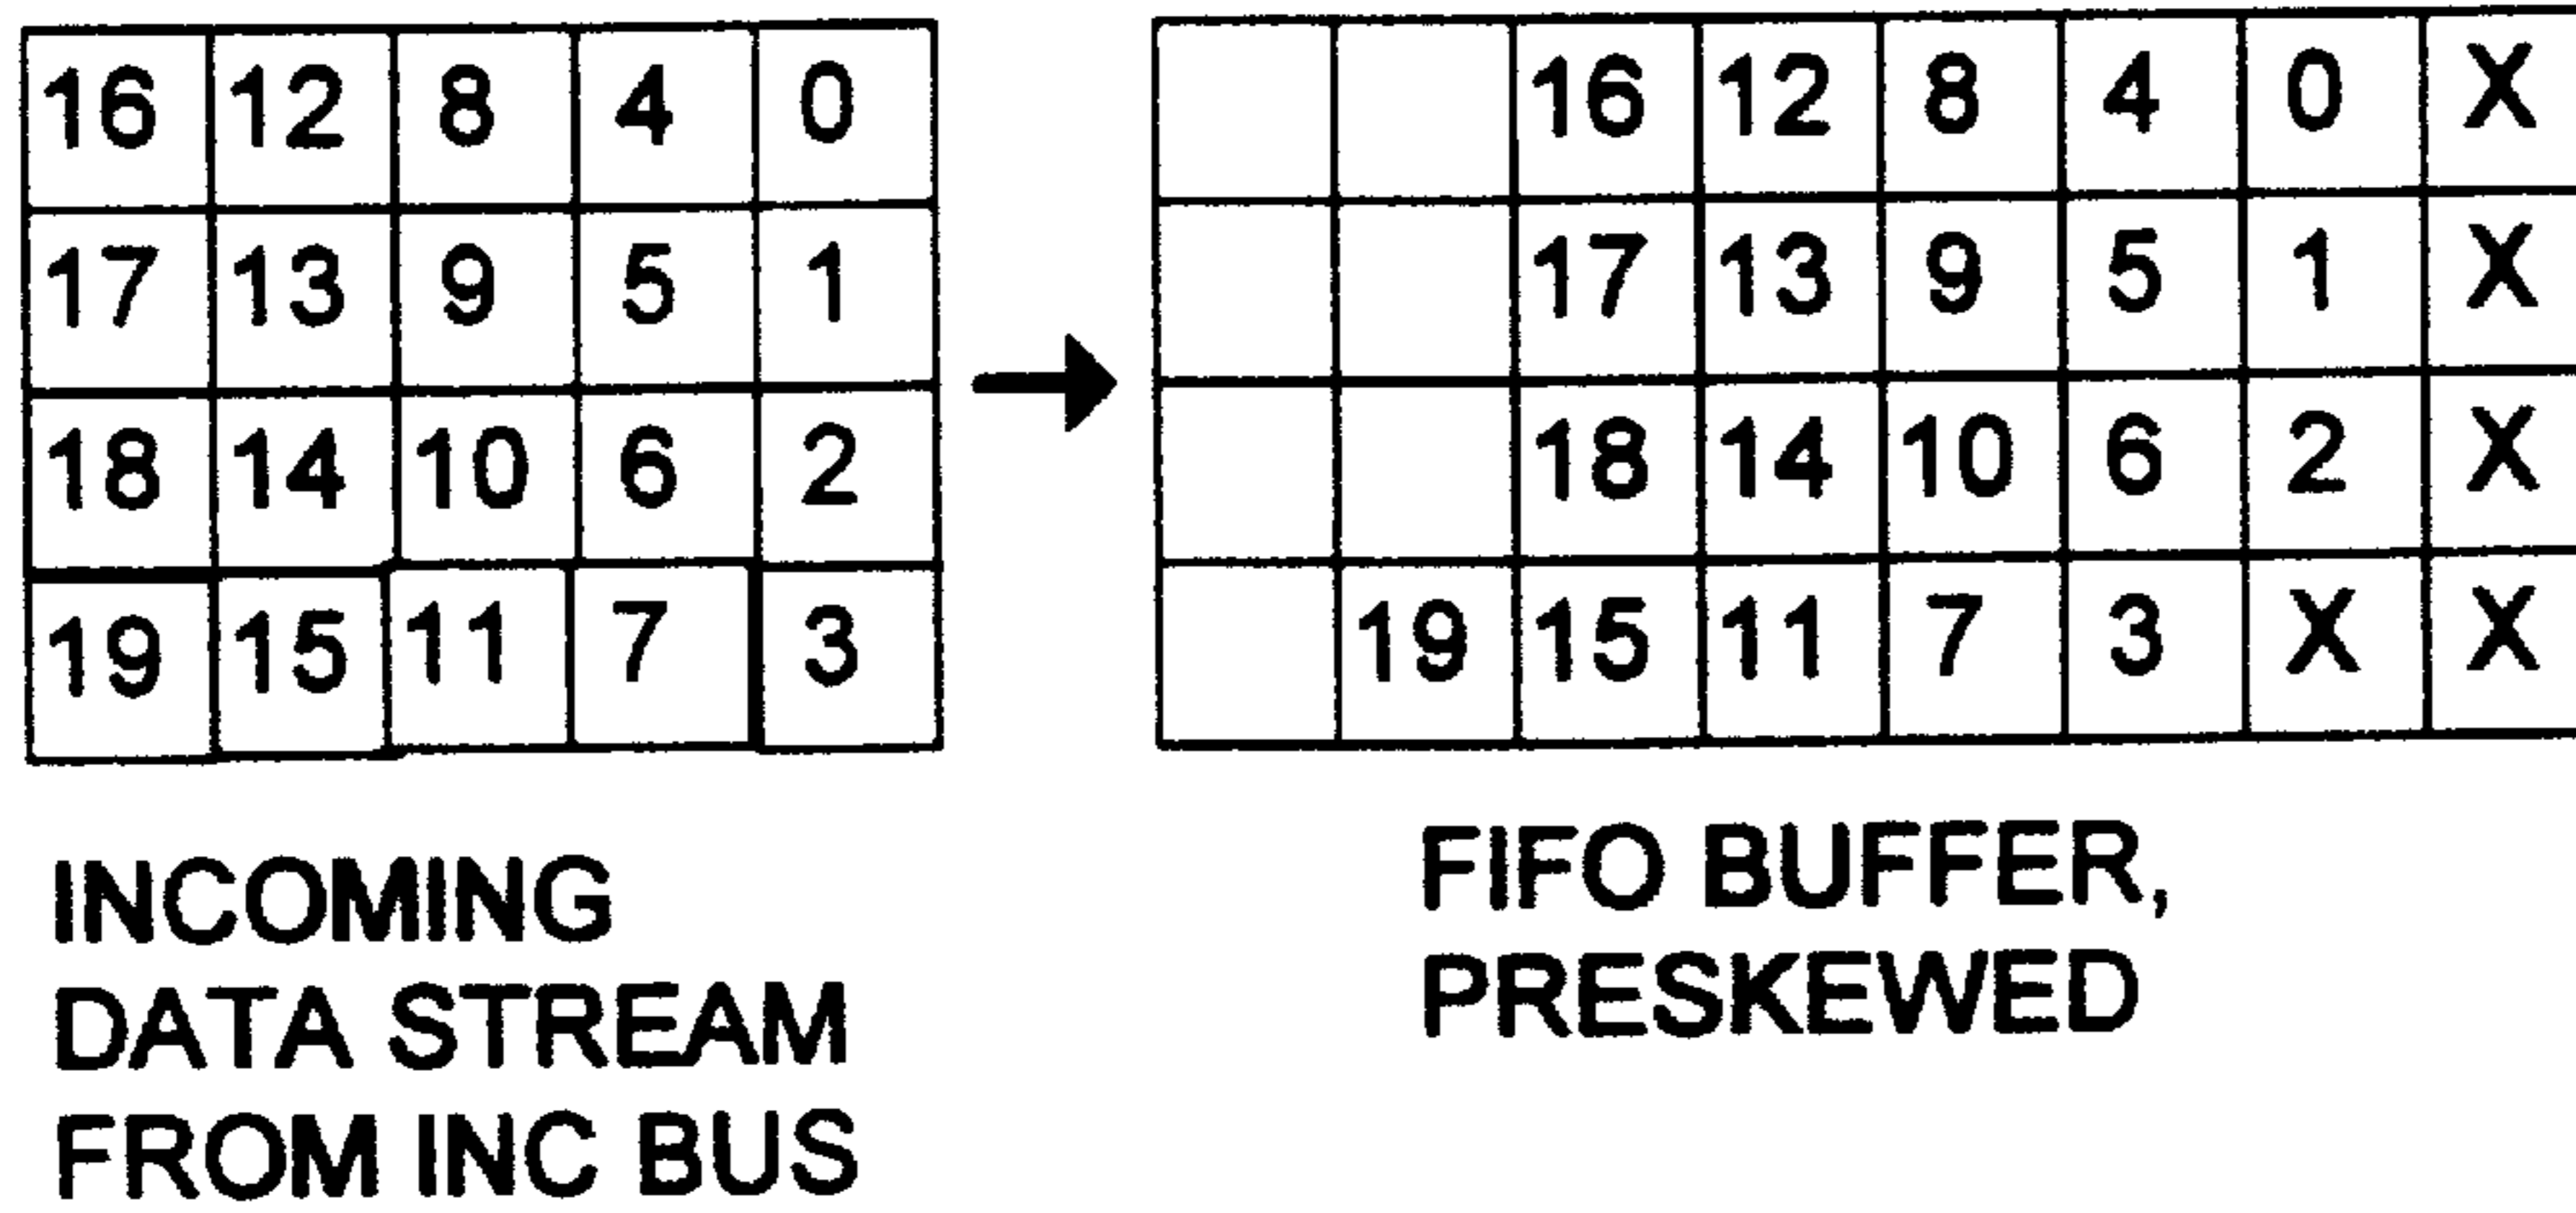 16 12 8 4 0
17 13 9 5 1
18 14 10 6 2
19 15 11 7 3
INCOMING
DATA STREAM
FROM INC BUS
16 12 8 4 0 X
17 13 9 5 1 X
18 14 10 6 2 X
19 15 11 7 3 X X
FIFO BUFFER,
PRESKEWED